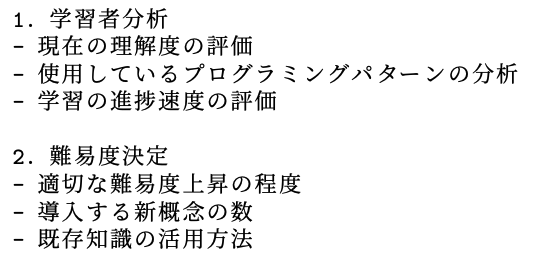 1. 学習者分析
- 現在の理解度の評価
- 使用しているプログラミングパターンの分析
- 学習の進捗速度の評価

2. 難易度決定
- 適切な難易度上昇の程度
- 導入する新概念の数
- 既存知識の活用方法